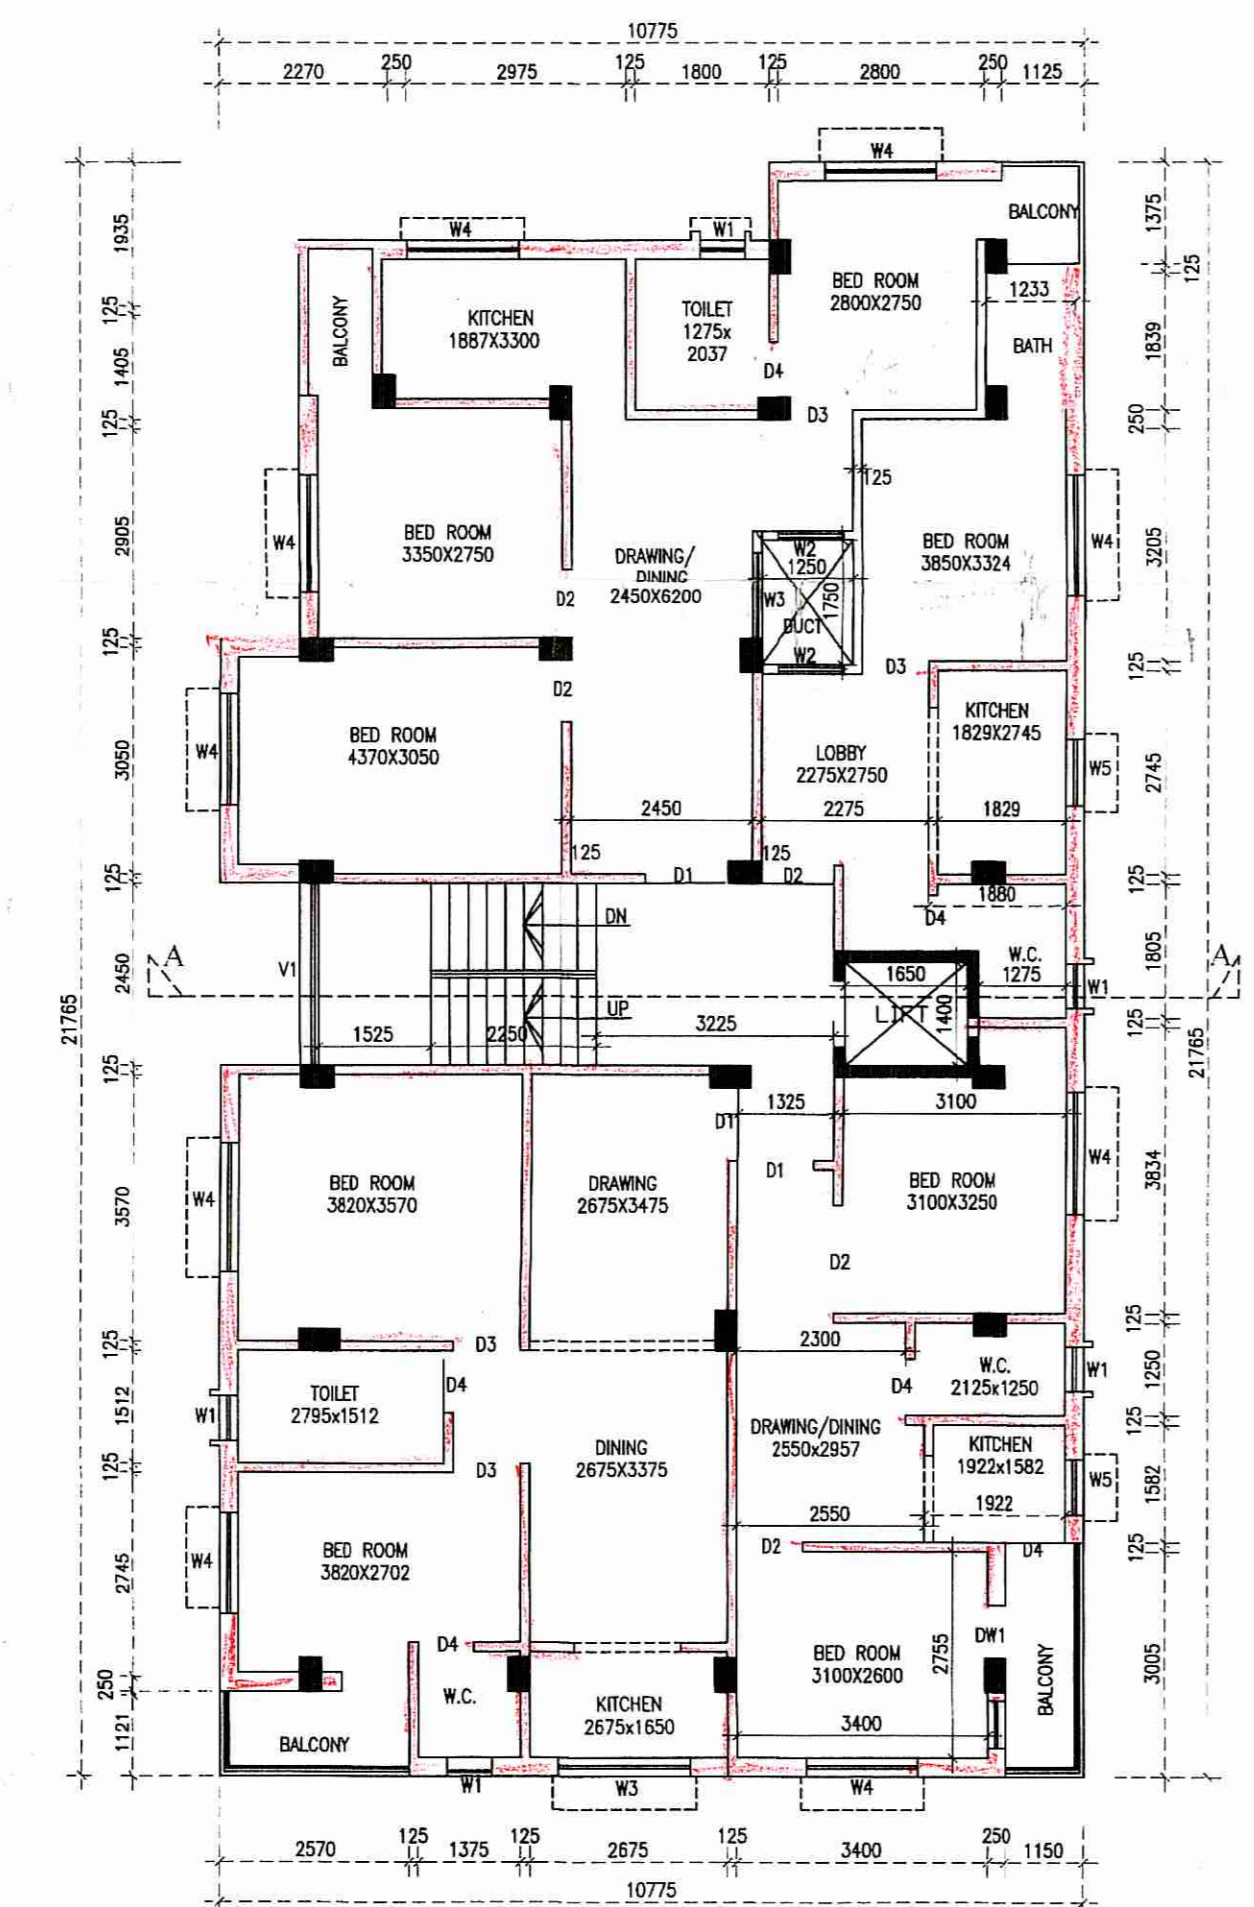 10775
2270
250
2975
125
1800
125
2800
250
1125
W4
BALCONY
1375
125
1935
W4
W1
BED ROOM
2800X2750
1233
BALCONY
KITCHEN
1887X3300
TOILET
1275x
2037
BATH
1839
125
1405
D4
D3
125
250
125
W4
BED ROOM
3350X2750
2905
DRAWING/
DINING
2450X6200
W2
1250
W3
1750
DUCT
W2
BED ROOM
3850X3324
W4
3205
D2
125
D2
D3
125
W4
BED ROOM
4370X3050
3050
KITCHEN
1829X2745
LOBBY
2275X2750
W5
2745
2450
2275
1829
125
125
D1
D2
125
125
1880
D4
DN
A
V1
2450
W.C.
1275
1650
1400
LIFT
W1
A
1805
UP
21765
21765
3225
1525
2250
125
125
D1
1325
3100
D1
W4
BED ROOM
3820X3570
3570
DRAWING
2675X3475
BED ROOM
3100X3250
W4
3834
D2
125
D3
125
2300
TOILET
2795x1512
1512
W1
D4
D4
W.C.
2125x1250
W1
1250
DRAWING/DINING
2550x2957
125
KITCHEN
1922x1582
W5
1582
DINING
2675X3375
125
D3
1922
2550
D2
D4
125
W4
BED ROOM
3820X2702
2745
D4
DW1
BED ROOM
3100X2600
2755
BALCONY
3005
250
W.C.
KITCHEN
2675x1650
3400
1121
BALCONY
W1
W3
W4
2570
125
1375
125
2675
125
3400
250
1150
10775